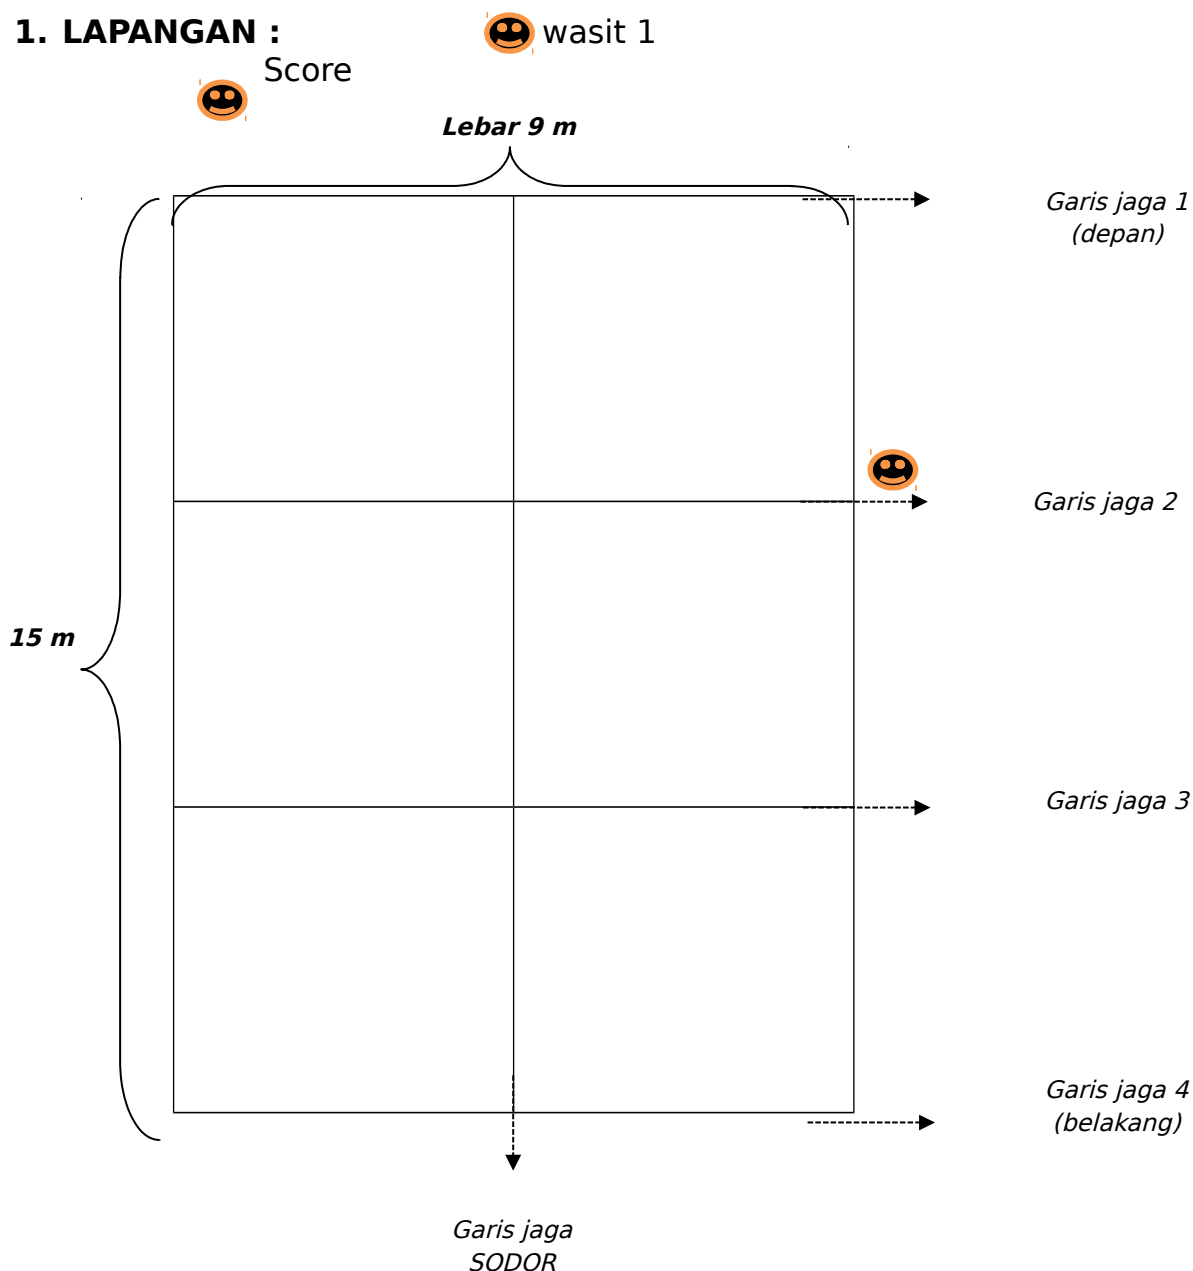 1. LAPANGAN :
wasit 1
Score
Lebar 9 m
Garis jaga 1
(depan)
Garis jaga 2
15 m
Garis jaga 3
Garis jaga 4
(belakang)
Garis jaga
SODOR